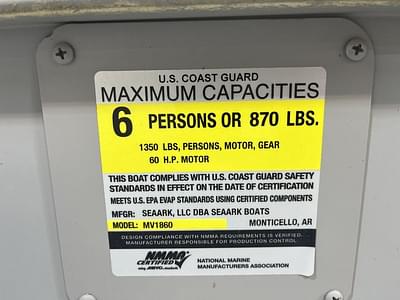 U.S. COAST GUARD
MAXIMUM CAPACITIES
6 PERSONS OR 870 LBS.
1350 LBS, PERSONS, MOTOR, GEAR
60 H.P. MOTOR
THIS BOAT COMPLIES WITH U.S. COAST GUARD SAFETY
STANDARDS IN EFFECT ON THE DATE OF CERTIFICATION
MEETS U.S. EPA EVAP STANDARDS USING CERTIFIED COMPONENTS
MFGR: SEAARK, LLC DBA SEAARK BOATS
MODEL: MV1860 MONTICELLO, AR
DESIGN COMPLIANCE WITH NMMA REQUIREMENTS IS VERIFIED.
MANUFACTURER RESPONSIBLE FOR PRODUCTION CONTROL
NMMA
CERTIFIED
using ABYC standards
NATIONAL MARINE
MANUFACTURERS ASSOCIATION